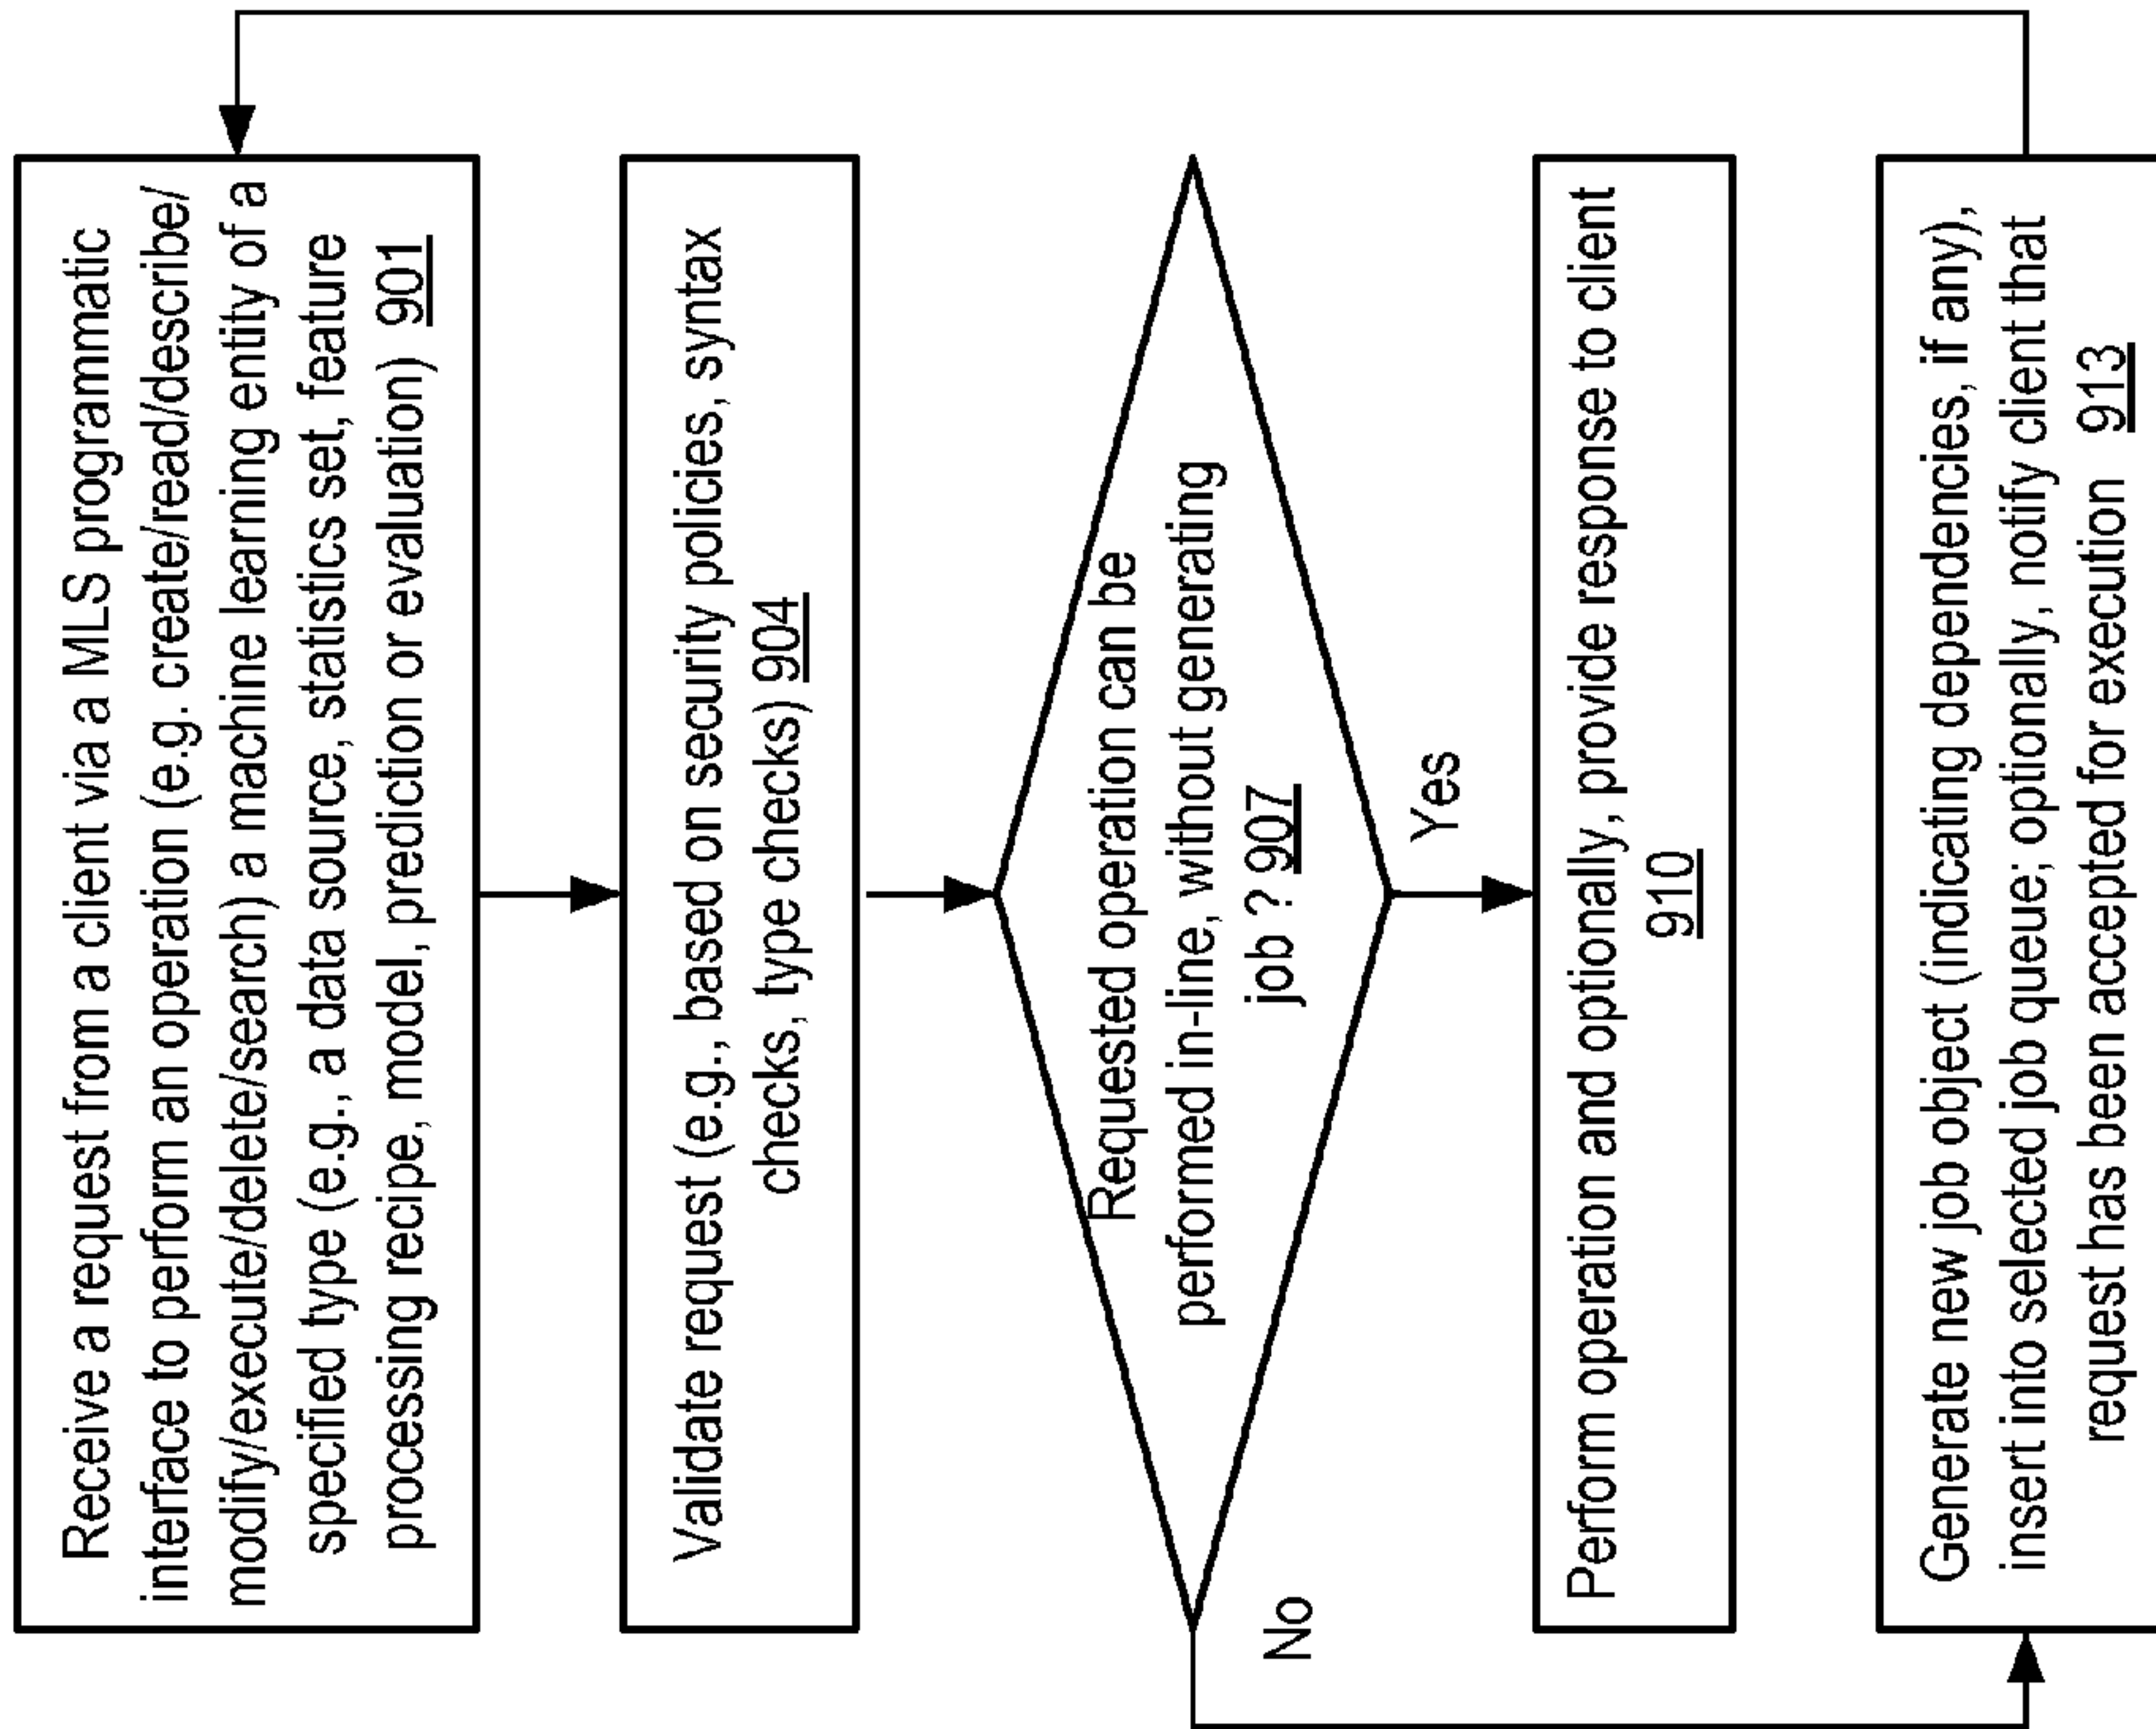 Receive a request from a client via a MLS programmatic
interface to perform an operation (e.g. create/read/describe/
modify/execute/delete/search) a machine learning entity of a
specified type (e.g., a data source, statistics set, feature
processing recipe, model, prediction or evaluation) 901
Validate request (e.g., based on security policies, syntax
checks, type checks) 904
Requested operation can be
performed in-line, without generating
job ? 907
No
Yes
Perform operation and optionally, provide response to client
910
Generate new job object (indicating dependencies, if any),
insert into selected job queue; optionally, notify client that
request has been accepted for execution 913